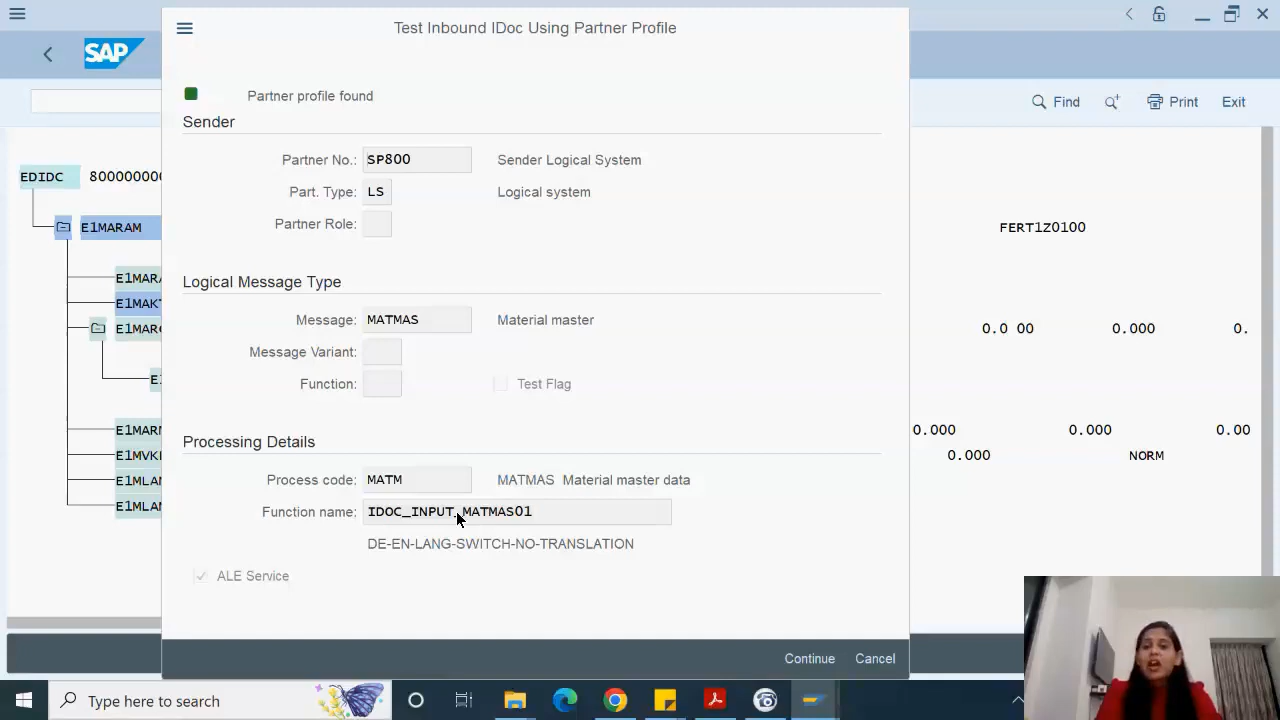 Test Inbound IDoc Using Partner Profile
SAP
Partner profile found
Find
Print
Exit
Sender
Partner No.: SP800 Sender Logical System
Part. Type: LS Logical system
Partner Role:
EDIDC
E1MARAM
FERT1Z0100
Logical Message Type
Message: MATMAS Material master
Message Variant:
Function: Test Flag
0.0 00 0.000 0.
Processing Details
0.000 0.000 0.00
0.000 NORM
Process code: MATM MATMAS Material master data
Function name: IDOC_INPUT_MATMAS01
DE-EN-LANG-SWITCH-NO-TRANSLATION
ALE Service
Continue Cancel
Type here to search